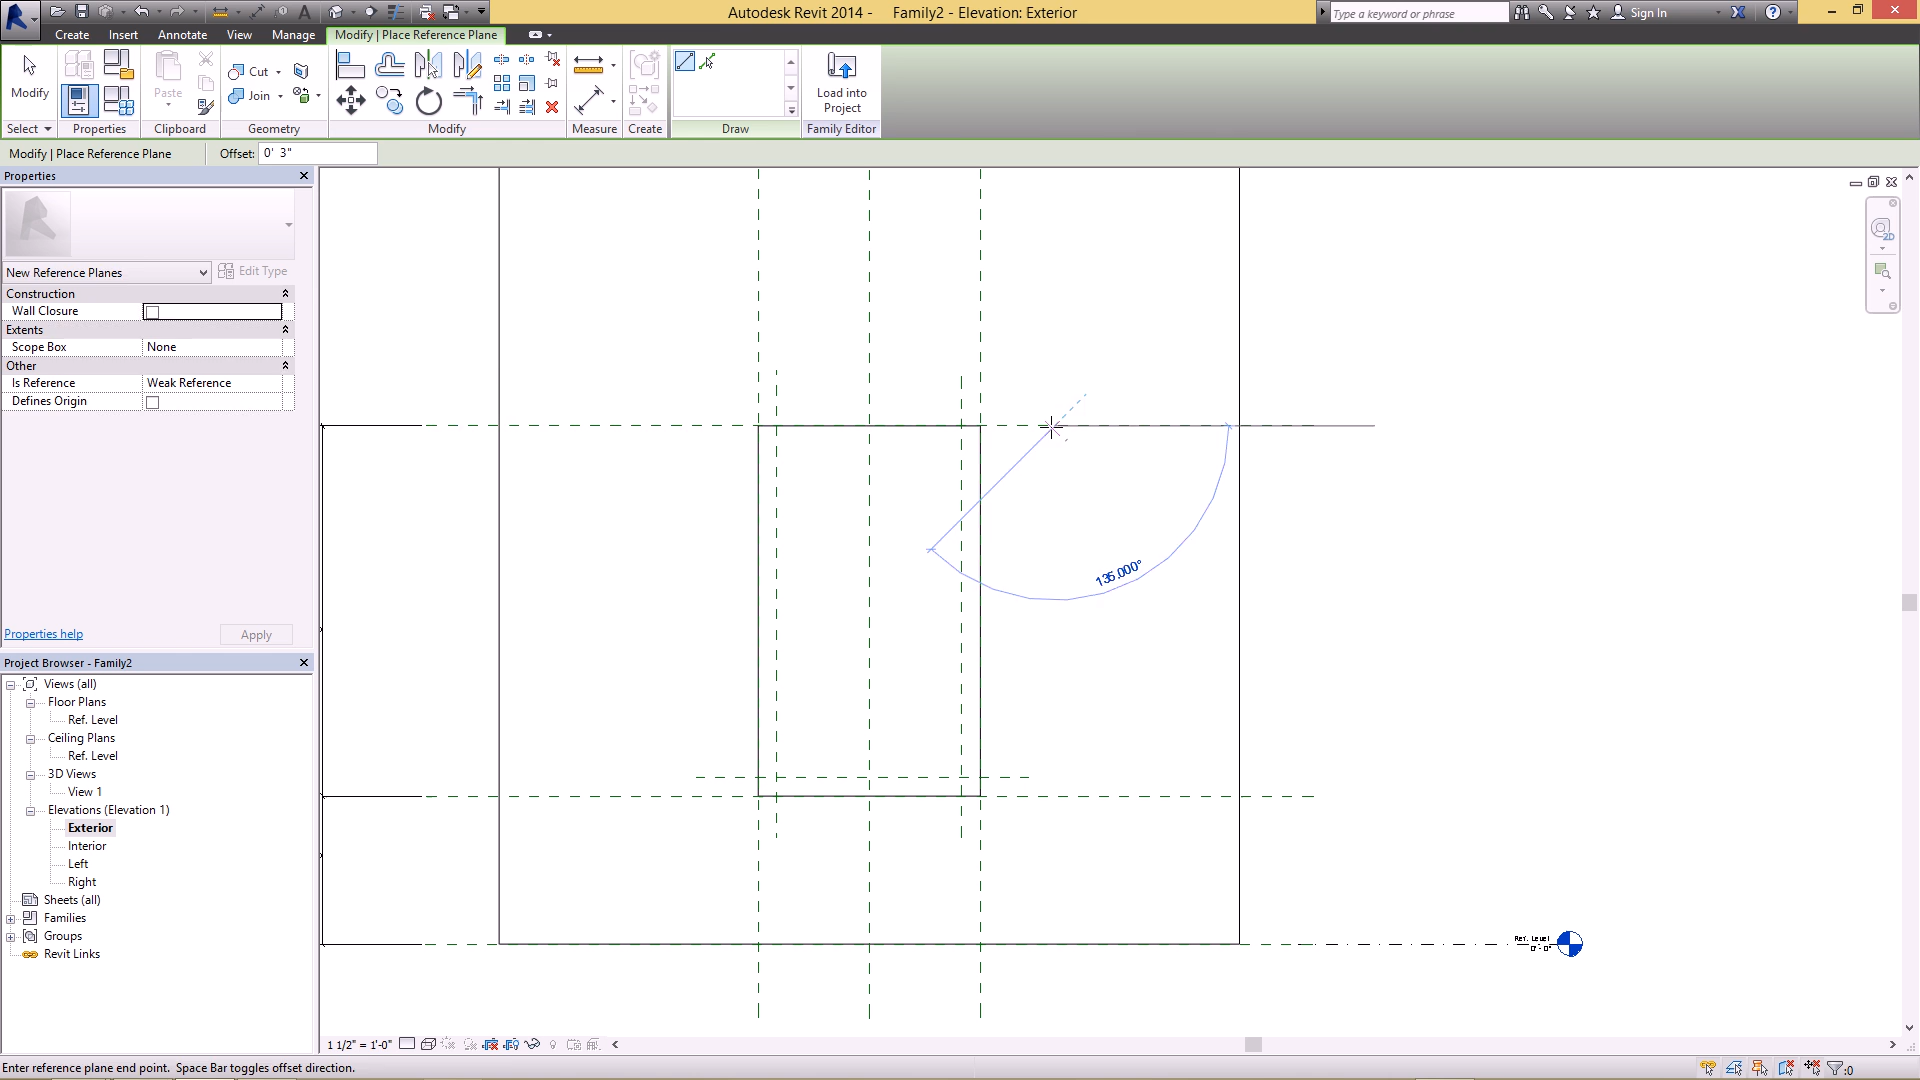 Autodesk Revit 2014 - Family2 - Elevation: Exterior
Type a keyword or phrase
Sign In
Create Insert Annotate View Manage Modify | Place Reference Plane
Modify
Paste
Cut
Join
Load into
Project
Select Properties Clipboard Geometry Modify Measure Create Draw Family Editor
Modify | Place Reference Plane Offset: 0' 3"
Properties
New Reference Planes
Edit Type
Construction
Wall Closure
Extents
Scope Box None
Other
Is Reference Weak Reference
Defines Origin
135.000°
Properties help
Apply
Project Browser - Family2
Views (all)
Floor Plans
Ref. Level
Ceiling Plans
Ref. Level
3D Views
View 1
Elevations (Elevation 1)
Exterior
Interior
Left
Right
Sheets (all)
Families
Groups
Revit Links
Ref. Level
0' - 0"
1 1/2" = 1'-0"
Enter reference plane end point. Space Bar toggles offset direction.
:0
2D